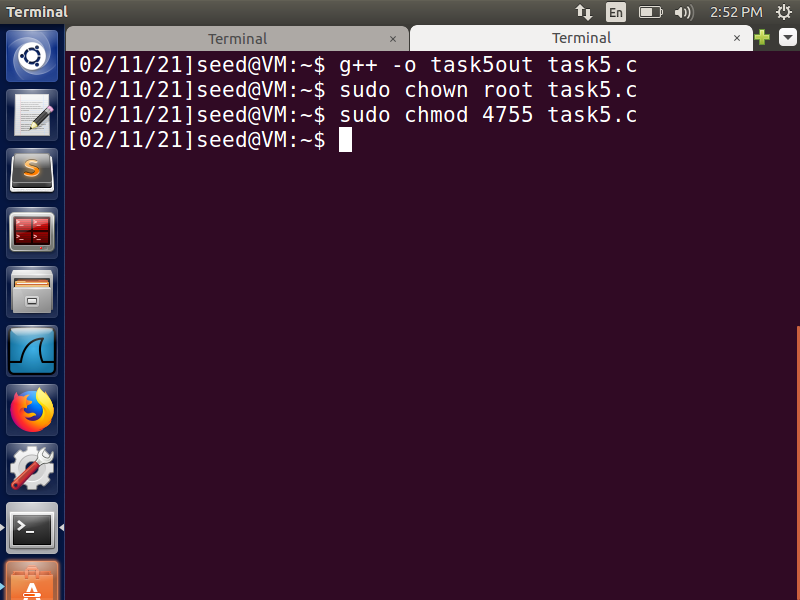 Terminal
En
2:52 PM
Terminal ×
Terminal ×
[02/11/21]seed@VM:~$ g++ -o task5out task5.c
[02/11/21]seed@VM:~$ sudo chown root task5.c
[02/11/21]seed@VM:~$ sudo chmod 4755 task5.c
[02/11/21]seed@VM:~$